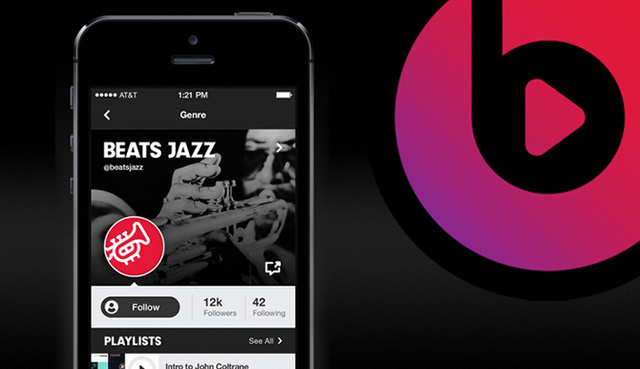 AT&T 1:21 PM
Genre
BEATS JAZZ
@beatsjazz
Follow
12k
Followers
42
Following
PLAYLISTS
See All
Intro to John Coltrane
b